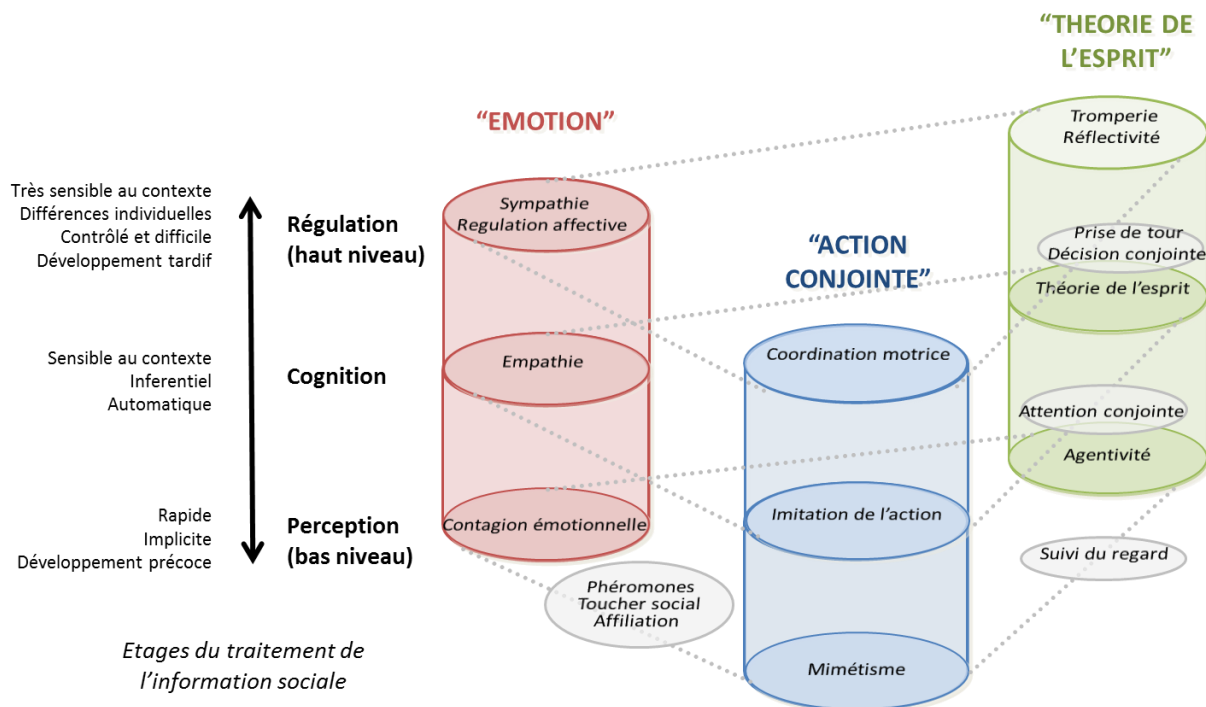 “THEORIE DE
L’ESPRIT”
“EMOTION”
Tromperie
Réflectivité
Très sensible au contexte
Différences individuelles
Contrôlé et difficile
Développement tardif
Régulation
(haut niveau)
Sympathie
Regulation affective
“ACTION
CONJOINTE”
Prise de tour
Décision conjointe
Théorie de l’esprit
Sensible au contexte
Inferentiel
Automatique
Cognition
Empathie
Coordination motrice
Attention conjointe
Agentivité
Rapide
Implicite
Développement précoce
Perception
(bas niveau)
Contagion émotionnelle
Imitation de l’action
Suivi du regard
Phéromones
Toucher social
Affiliation
Mimétisme
Etages du traitement de
l’information sociale